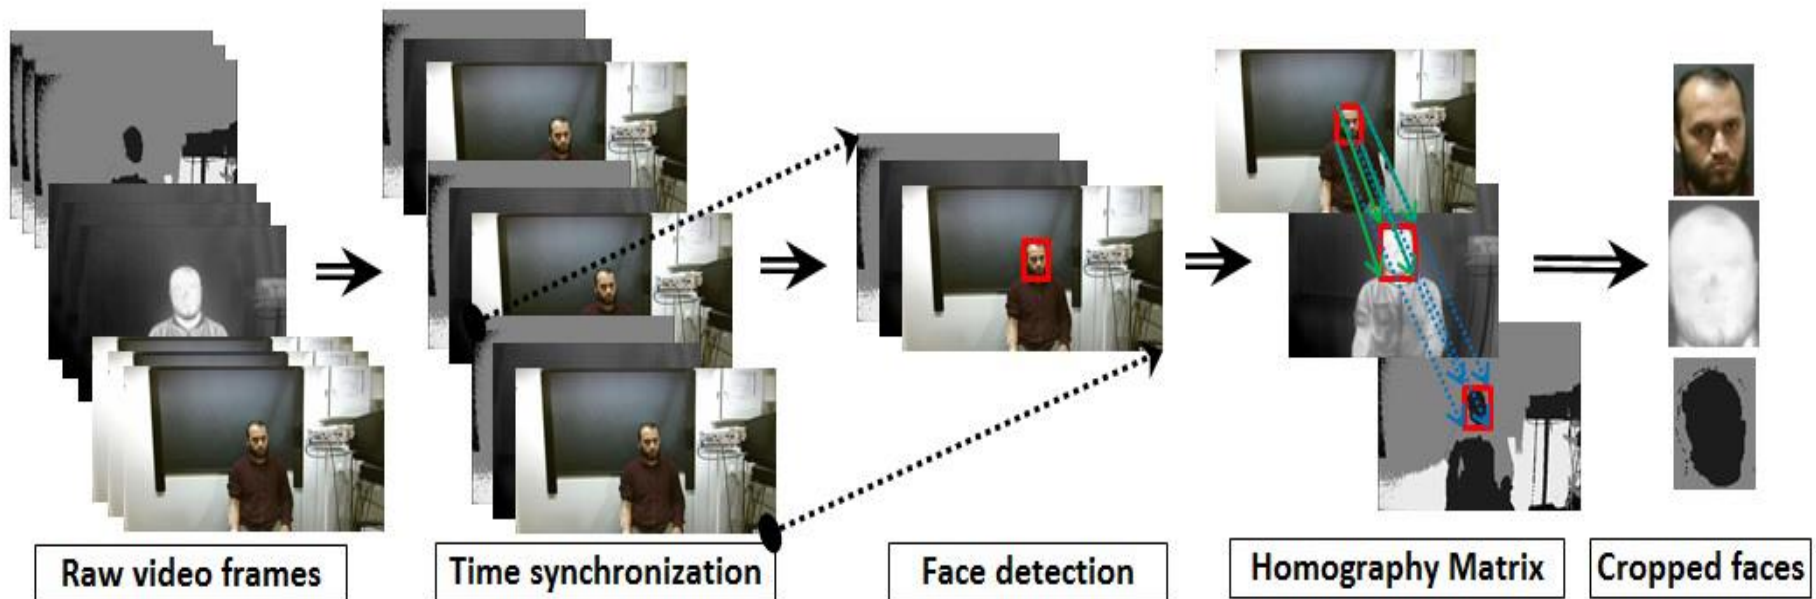 Raw video frames
Time synchronization
Face detection
Homography Matrix
Cropped faces